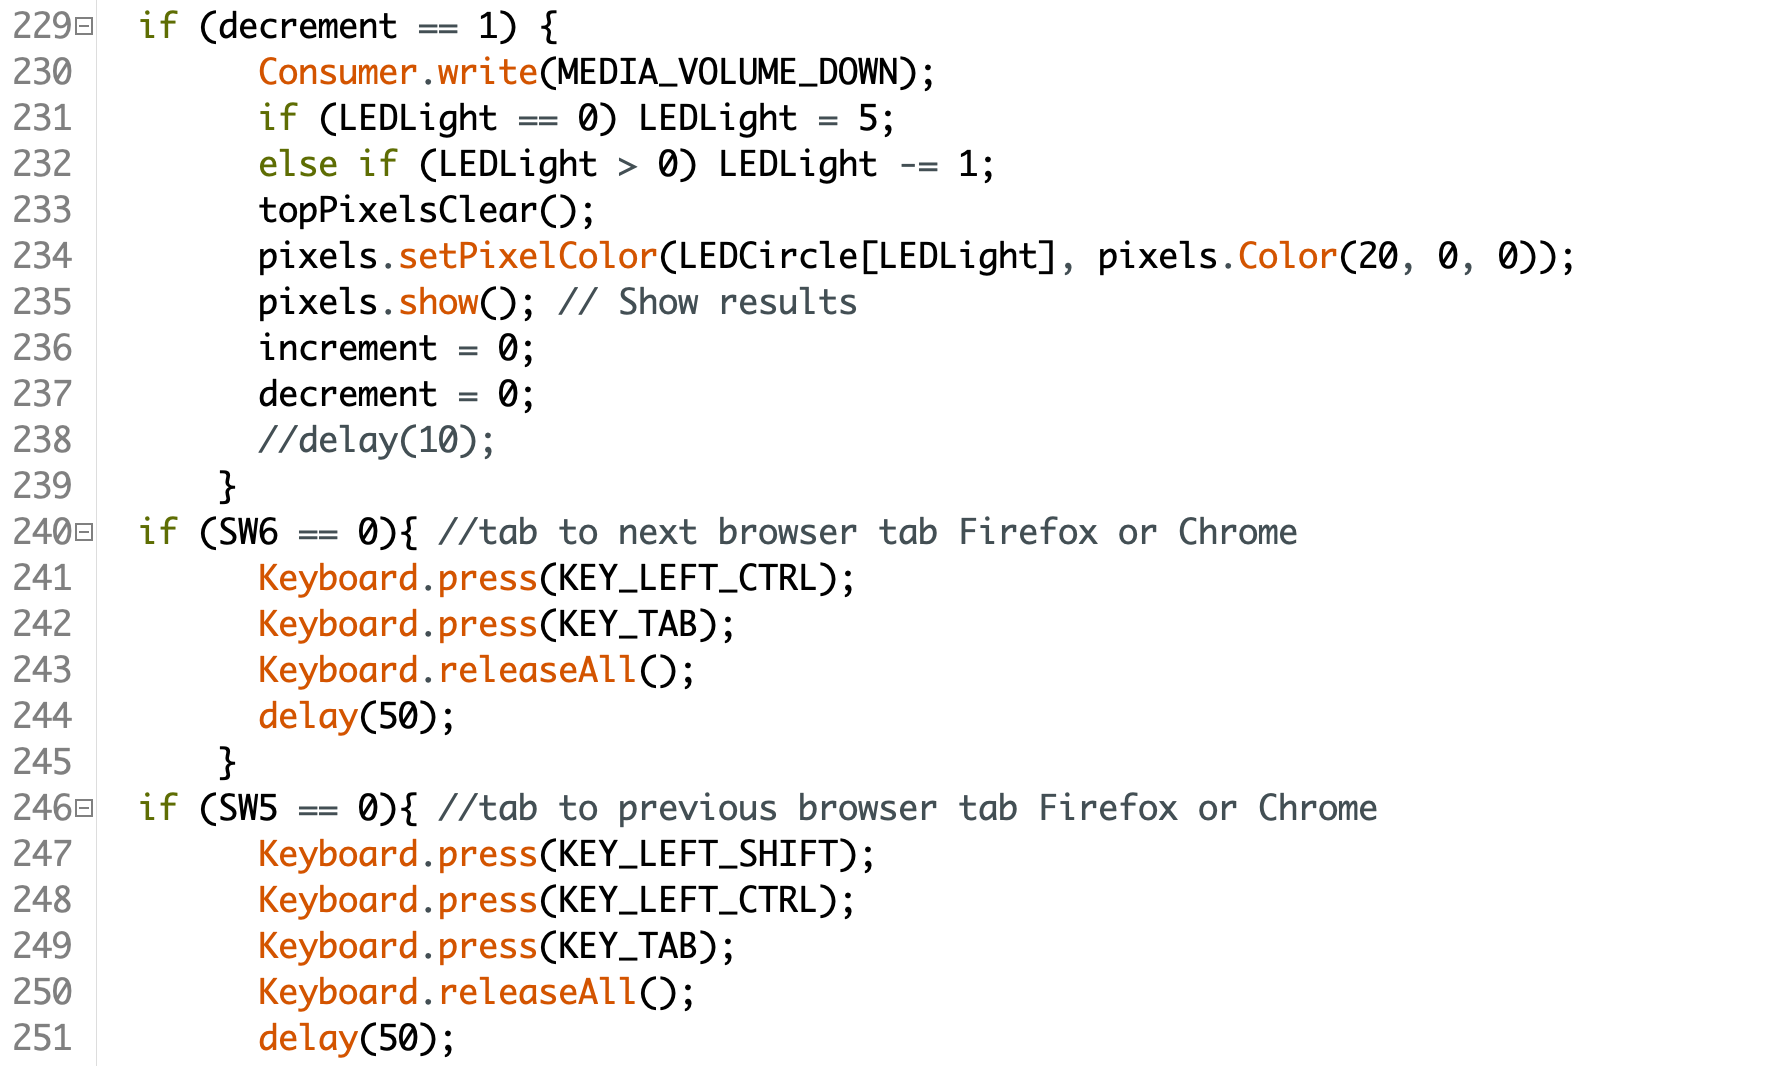 229 if (decrement == 1) {
230 Consumer.write(MEDIA_VOLUME_DOWN);
231 if (LEDLight == 0) LEDLight = 5;
232 else if (LEDLight > 0) LEDLight -= 1;
233 topPixelsClear();
234 pixels.setPixelColor(LEDCircle[LEDLight], pixels.Color(20, 0, 0));
235 pixels.show(); // Show results
236 increment = 0;
237 decrement = 0;
238 //delay(10);
239 }
240 if (SW6 == 0){ //tab to next browser tab Firefox or Chrome
241 Keyboard.press(KEY_LEFT_CTRL);
242 Keyboard.press(KEY_TAB);
243 Keyboard.releaseAll();
244 delay(50);
245 }
246 if (SW5 == 0){ //tab to previous browser tab Firefox or Chrome
247 Keyboard.press(KEY_LEFT_SHIFT);
248 Keyboard.press(KEY_LEFT_CTRL);
249 Keyboard.press(KEY_TAB);
250 Keyboard.releaseAll();
251 delay(50);